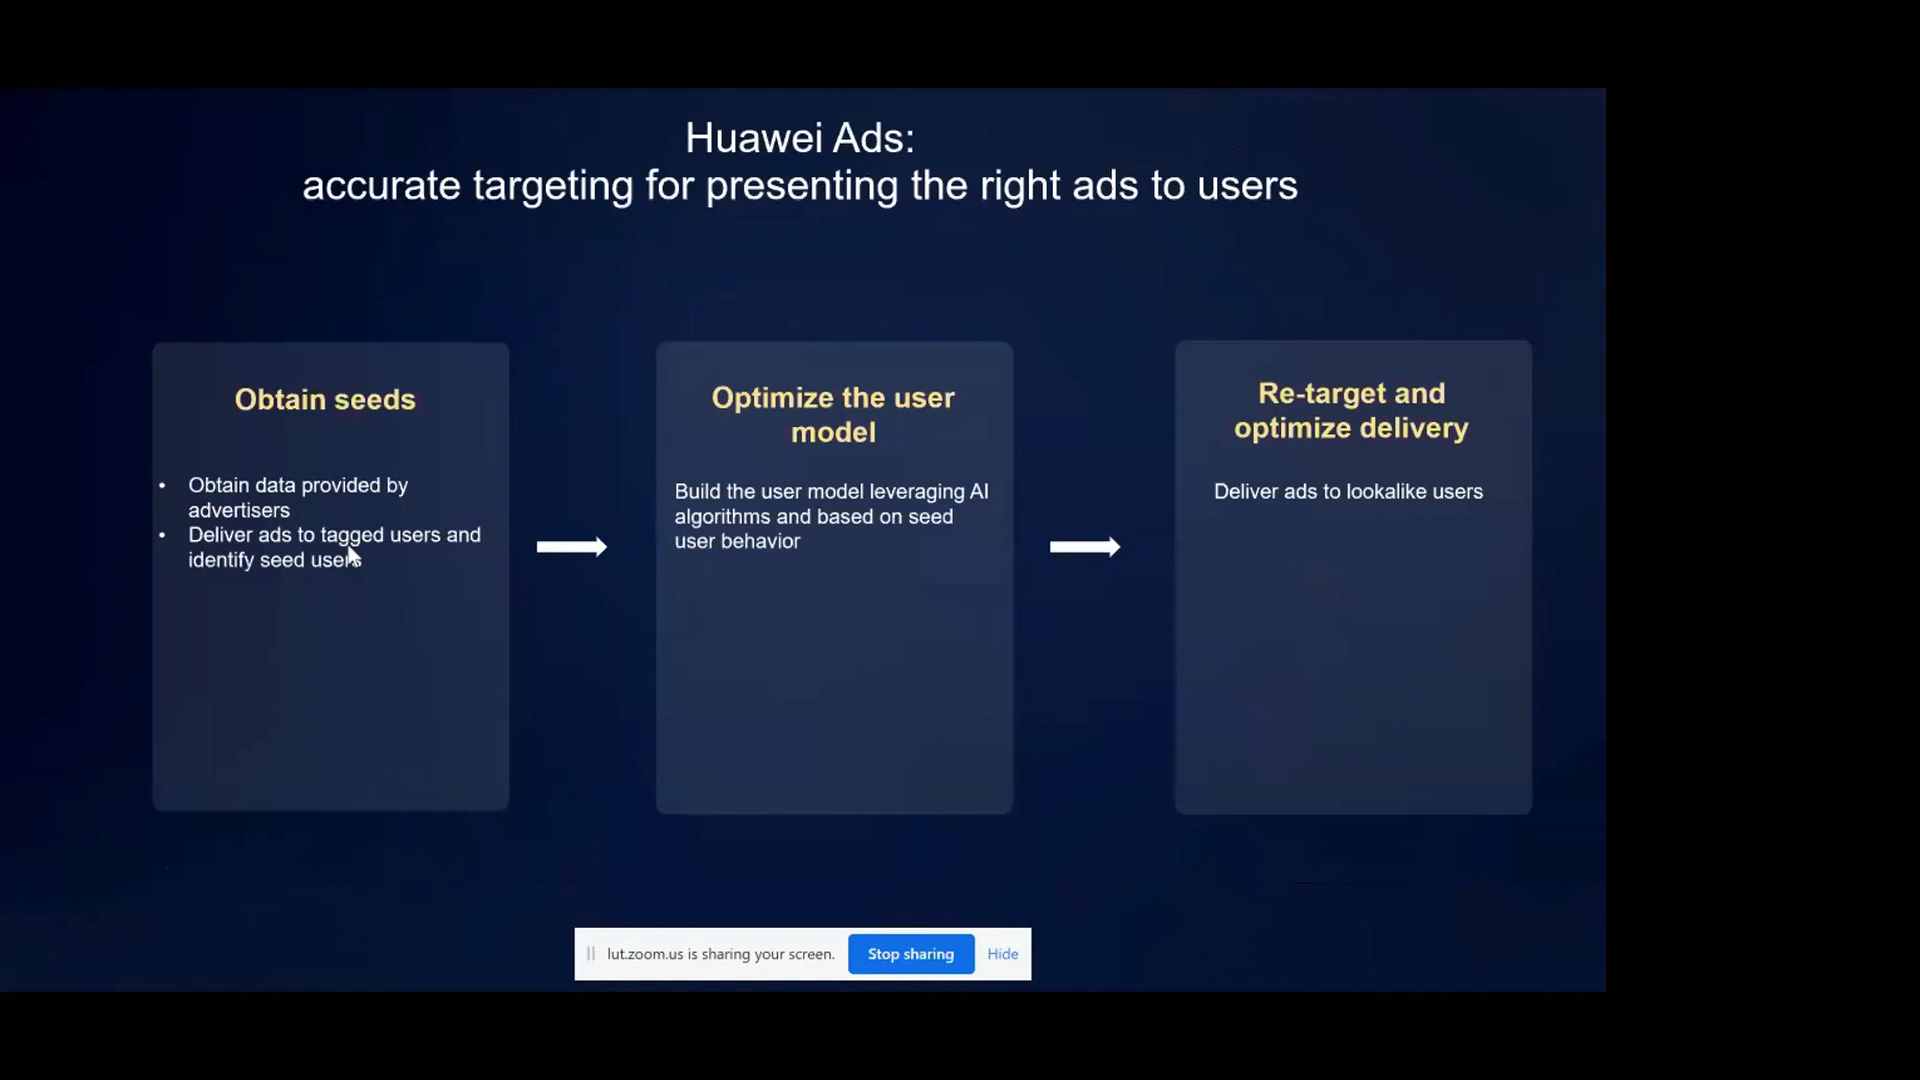 Huawei Ads:
accurate targeting for presenting the right ads to users
Obtain seeds
• Obtain data provided by
advertisers
• Deliver ads to tagged users and
identify seed users
Optimize the user
model
Build the user model leveraging AI
algorithms and based on seed
user behavior
Re-target and
optimize delivery
Deliver ads to lookalike users
lut.zoom.us is sharing your screen.
Stop sharing
Hide